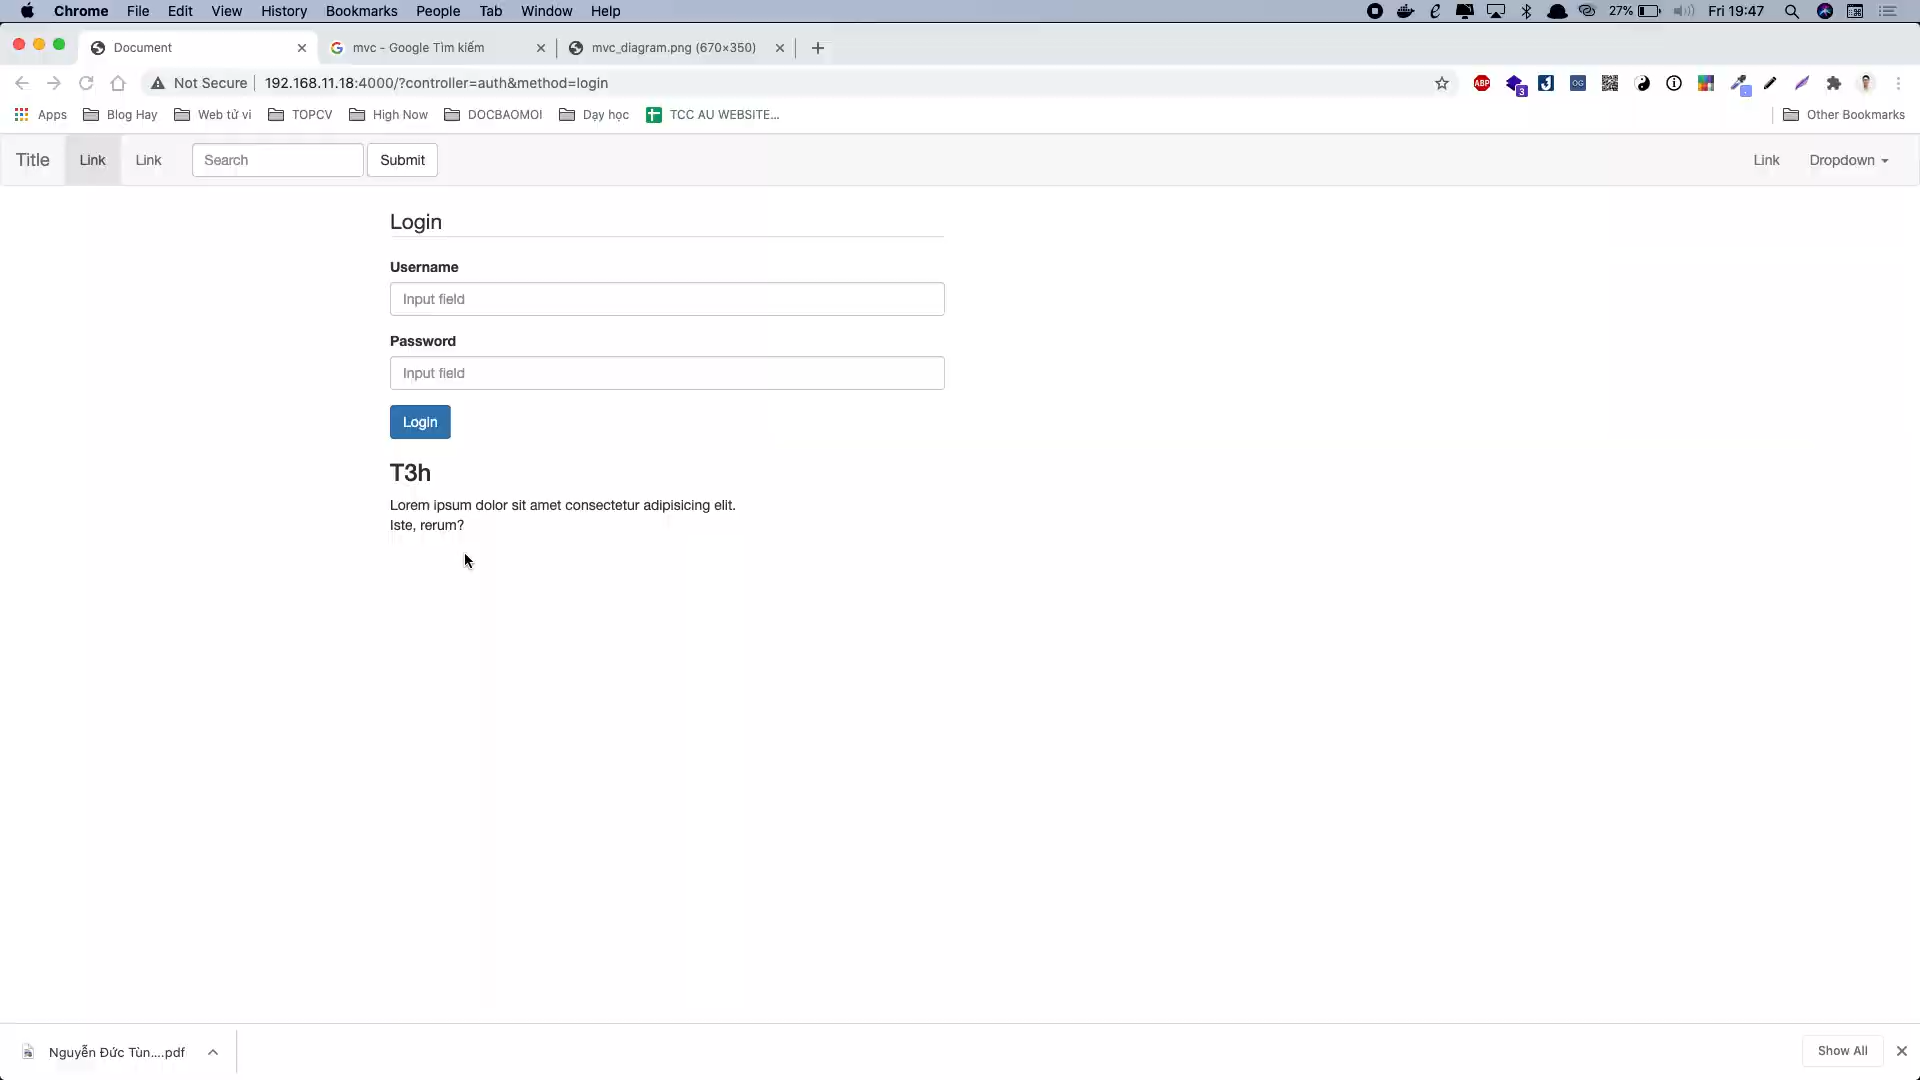 Chrome File Edit View History Bookmarks People Tab Window Help 27% Fri 19:47
Document mvc - Google Tìm kiếm mvc_diagram.png (670×350)
Not Secure 192.168.11.18:4000/?controller=auth&method=login ABP 3 OG
Apps Blog Hay Web tử vi TOPCV High Now DOCBAOMOI Dạy học TCC AU WEBSITE... Other Bookmarks
Title Link Link Search Submit Link Dropdown
Login
Username
Input field
Password
Input field
Login
T3h
Lorem ipsum dolor sit amet consectetur adipisicing elit.
Iste, rerum?
Nguyễn Đức Tùn....pdf Show All